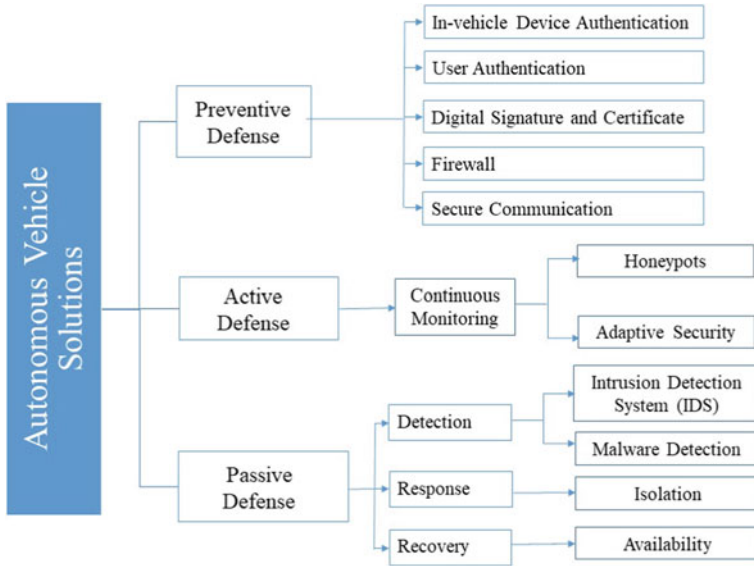 Autonomous Vehicle
Solutions
Preventive
Defense
In-vehicle Device Authentication
User Authentication
Digital Signature and Certificate
Firewall
Secure Communication
Active
Defense
Continuous
Monitoring
Honeypots
Adaptive Security
Passive
Defense
Detection
Intrusion Detection
System (IDS)
Malware Detection
Response
Isolation
Recovery
Availability